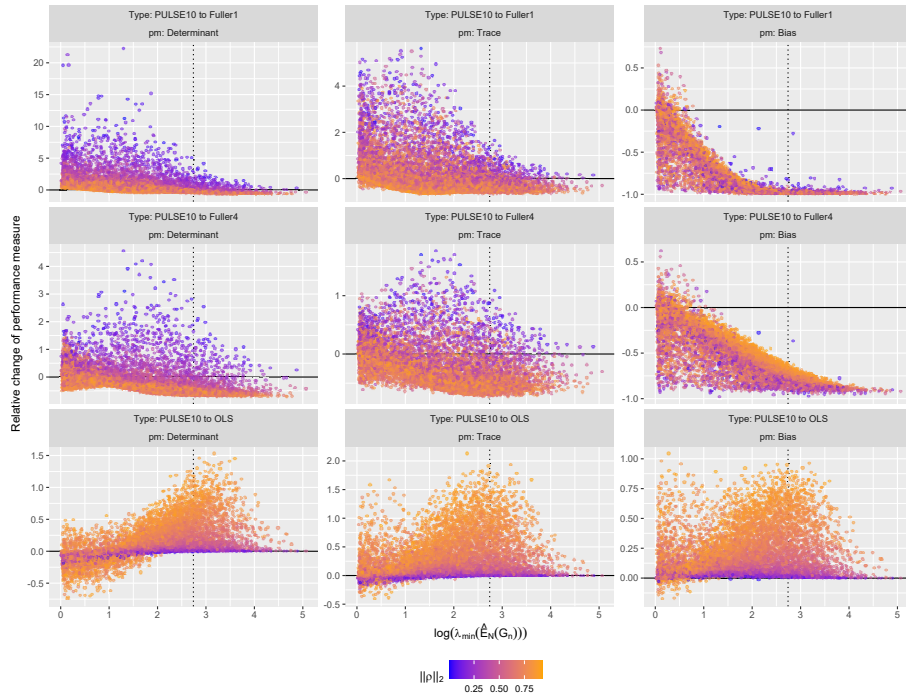 Type: PULSE10 to Fuller1
pm: Determinant
Type: PULSE10 to Fuller1
pm: Trace
Type: PULSE10 to Fuller1
pm: Bias
20
15
10
5
0
4
2
0
0.5
0.0
-0.5
-1.0
Type: PULSE10 to Fuller4
pm: Determinant
Type: PULSE10 to Fuller4
pm: Trace
Type: PULSE10 to Fuller4
pm: Bias
Relative change of performance measure
4
3
2
1
0
1
0
0.5
0.0
-0.5
-1.0
Type: PULSE10 to OLS
pm: Determinant
Type: PULSE10 to OLS
pm: Trace
Type: PULSE10 to OLS
pm: Bias
1.5
1.0
0.5
0.0
-0.5
2.0
1.5
1.0
0.5
0.0
-0.5
1.00
0.75
0.50
0.25
0.00
0 1 2 3 4 5
0 1 2 3 4 5
0 1 2 3 4 5
log(λmin(ÊN(Gn)))
||ρ||2
0.25 0.50 0.75